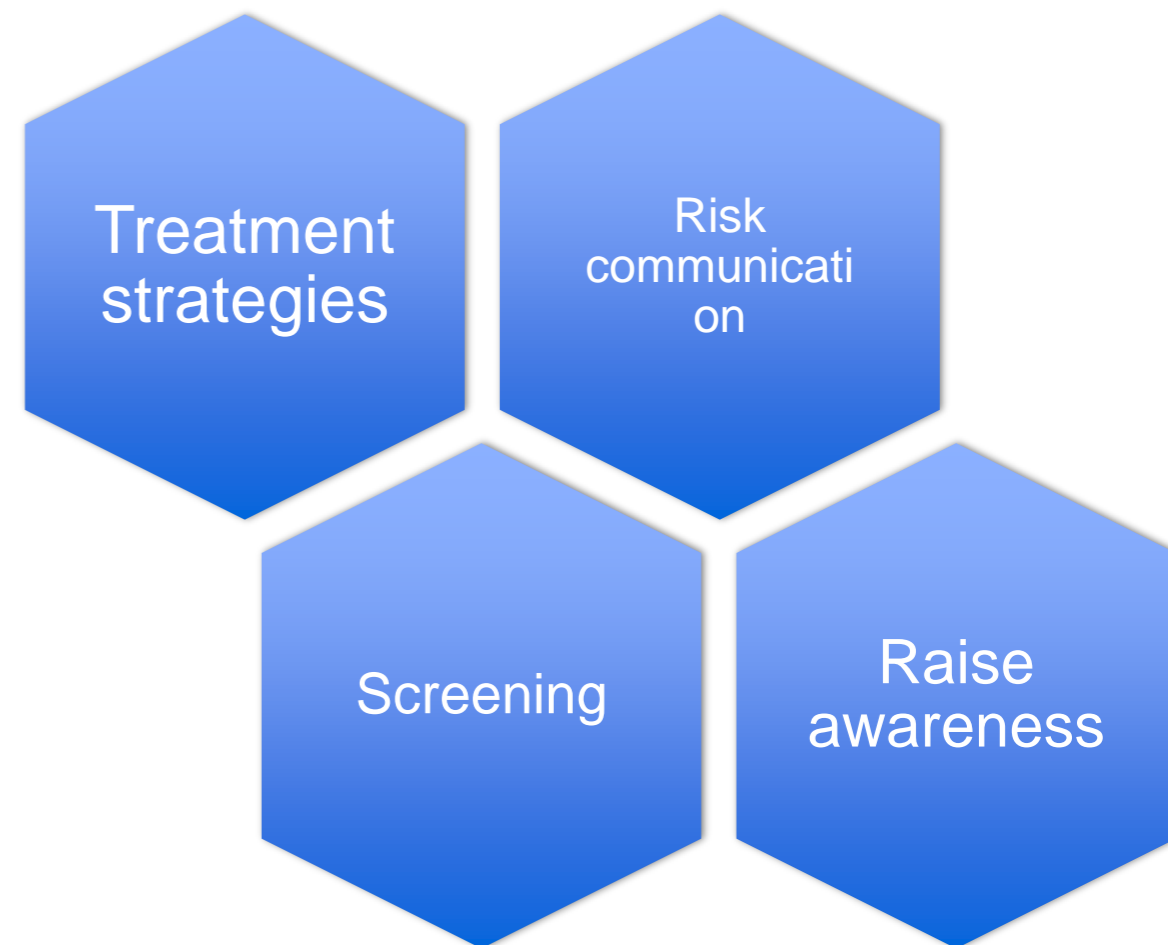 Treatment
strategies
Risk
communicati
on
Screening
Raise
awareness